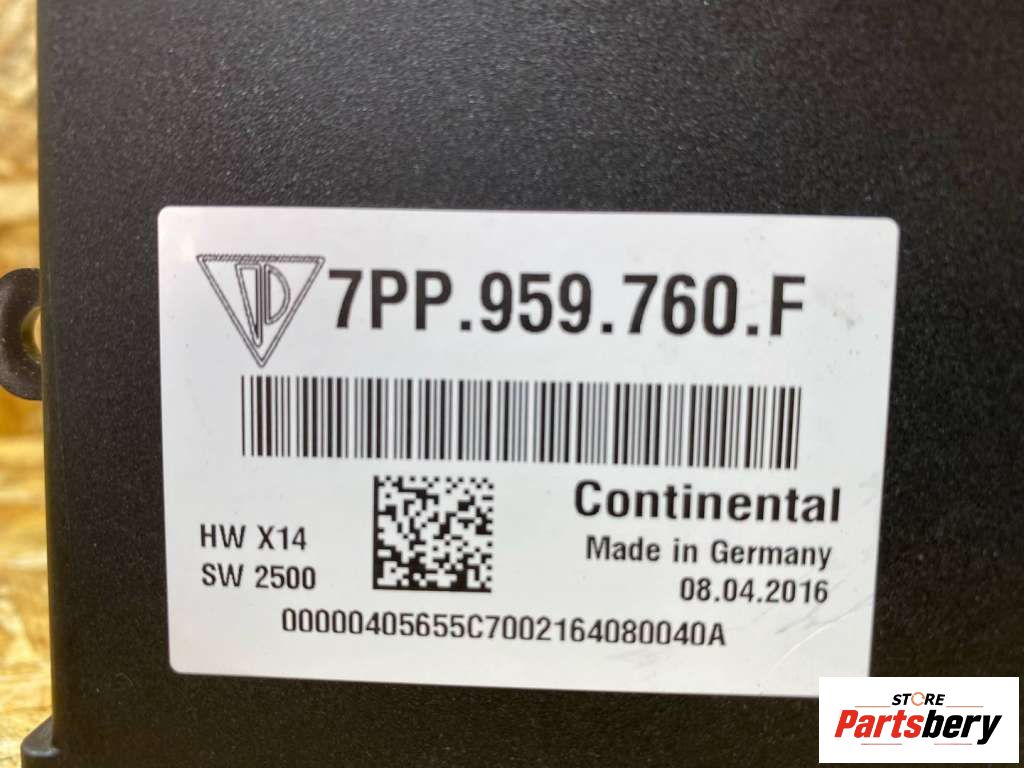 7PP.959.760.F
Continental
Made in Germany
08.04.2016
HW X14
SW 2500
00000405655C7002164080040A
STORE
Partsbery